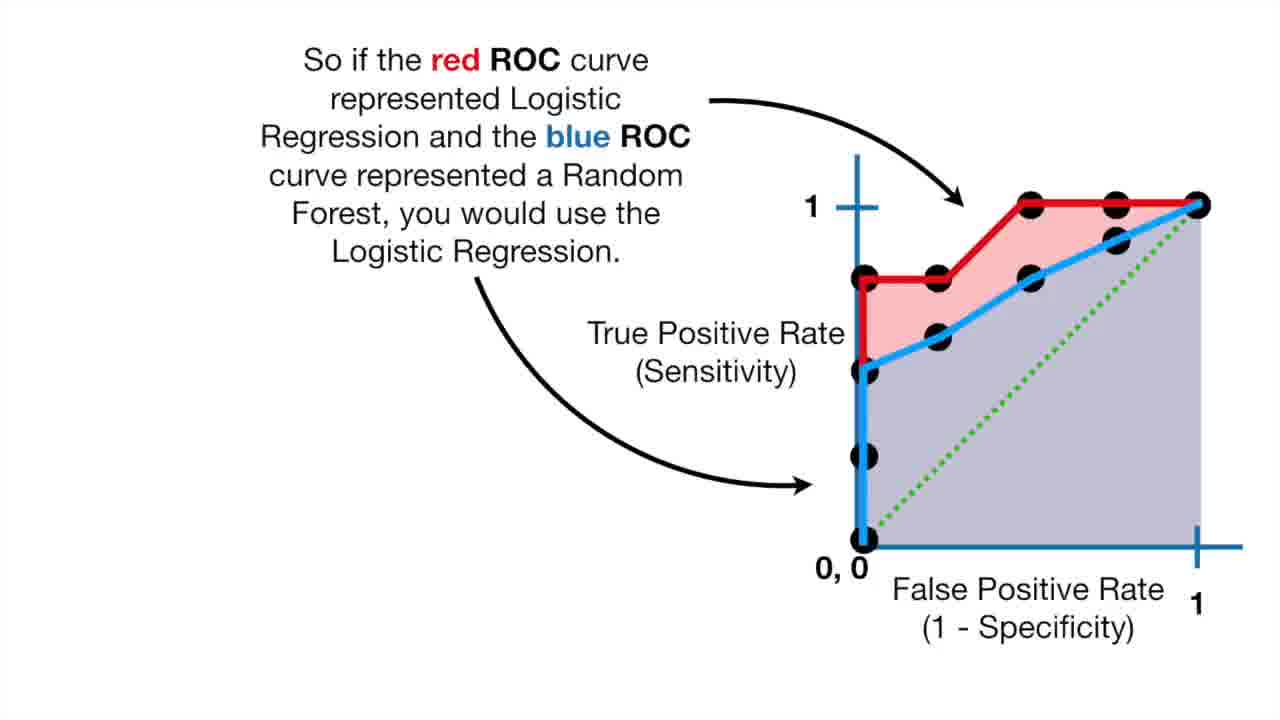 So if the red ROC curve
represented Logistic
Regression and the blue ROC
curve represented a Random
Forest, you would use the
Logistic Regression.
1
True Positive Rate
(Sensitivity)
0, 0
False Positive Rate
(1 - Specificity)
1